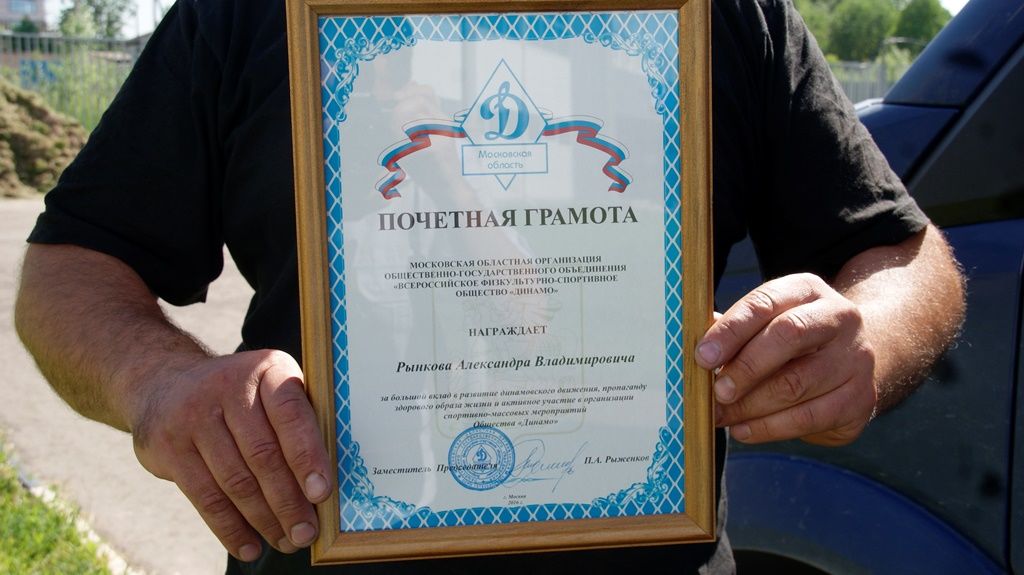 Д
Московская
область
ПОЧЕТНАЯ ГРАМОТА
МОСКОВСКАЯ ОБЛАСТНАЯ ОРГАНИЗАЦИЯ
ОБЩЕСТВЕННО-ГОСУДАРСТВЕННОГО ОБЪЕДИНЕНИЯ
«ВСЕРОССИЙСКОЕ ФИЗКУЛЬТУРНО-СПОРТИВНОЕ
ОБЩЕСТВО «ДИНАМО»
НАГРАЖДАЕТ
Рынкова Александра Владимировича
за большой вклад в развитие динамовского движения, пропаганду
здорового образа жизни и активное участие в организации
спортивно-массовых мероприятий
Общества «Динамо»
Заместитель Председателя П.А. Рыженков
г. Москва
2016 г.